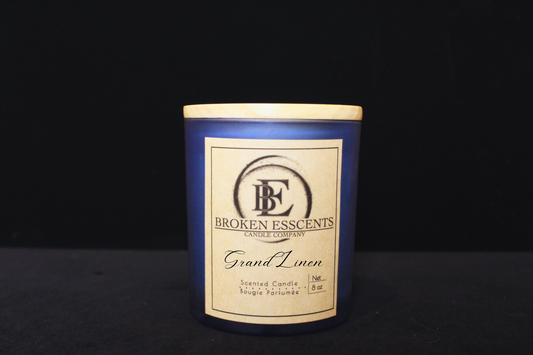 BE
BROKEN ESSCENTS
CANDLE COMPANY
Grand Linen
Scented Candle
Bougie Parfumée
Net
8 oz